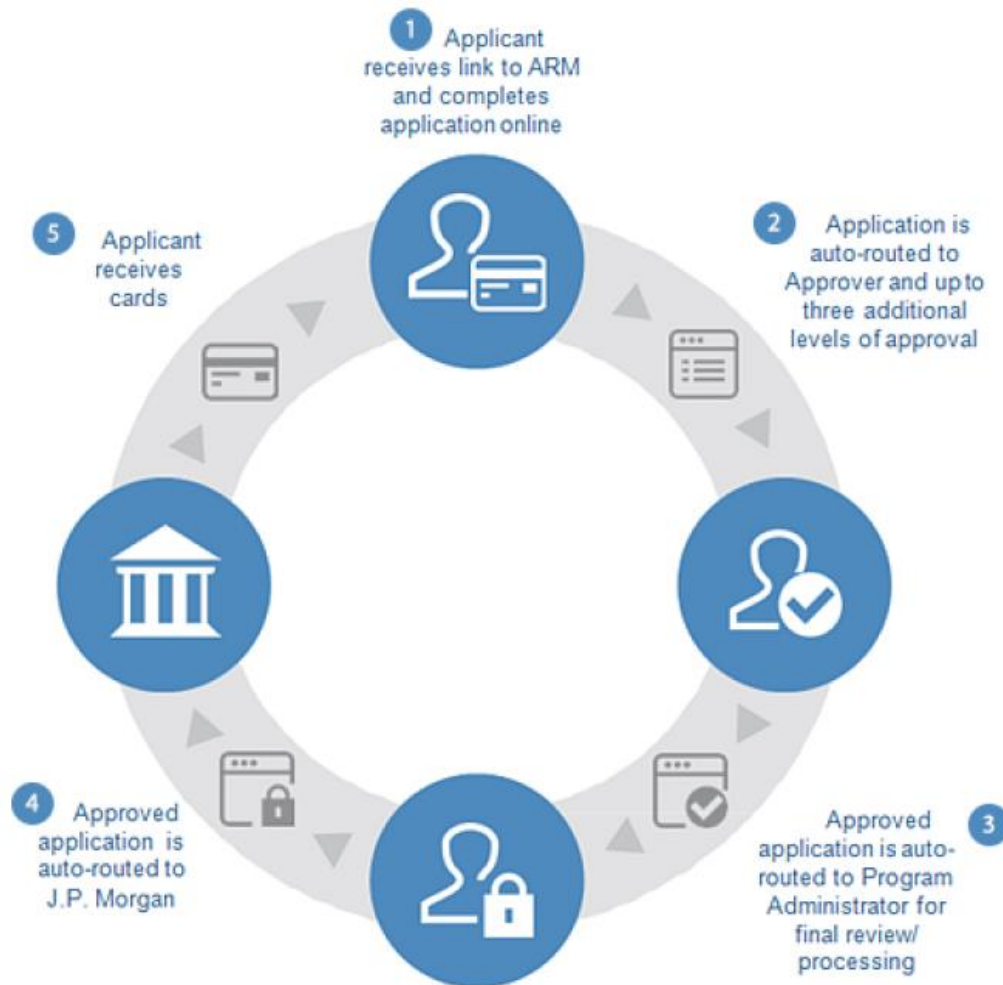 1 Applicant
receives link to ARM
and completes
application online
2 Application is
auto-routed to
Approver and up to
three additional
levels of approval
3 Approved
application is auto-
routed to Program
Administrator for
final review/
processing
4 Approved
application is
auto-routed to
J.P. Morgan
5 Applicant
receives
cards